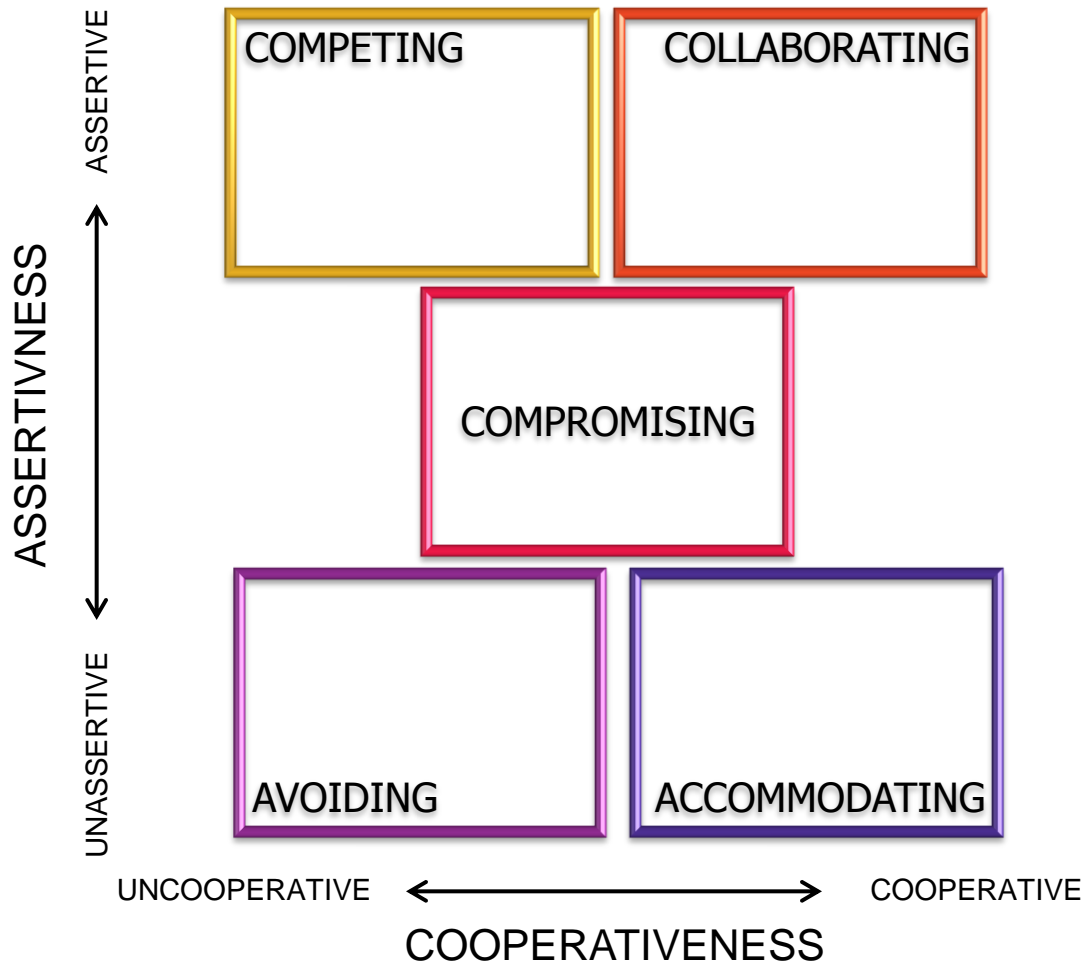 ASSERTIVE
COMPETING
COLLABORATING
ASSERTIVNESS
COMPROMISING
UNASSERTIVE
AVOIDING
ACCOMMODATING
UNCOOPERATIVE
COOPERATIVE
COOPERATIVENESS